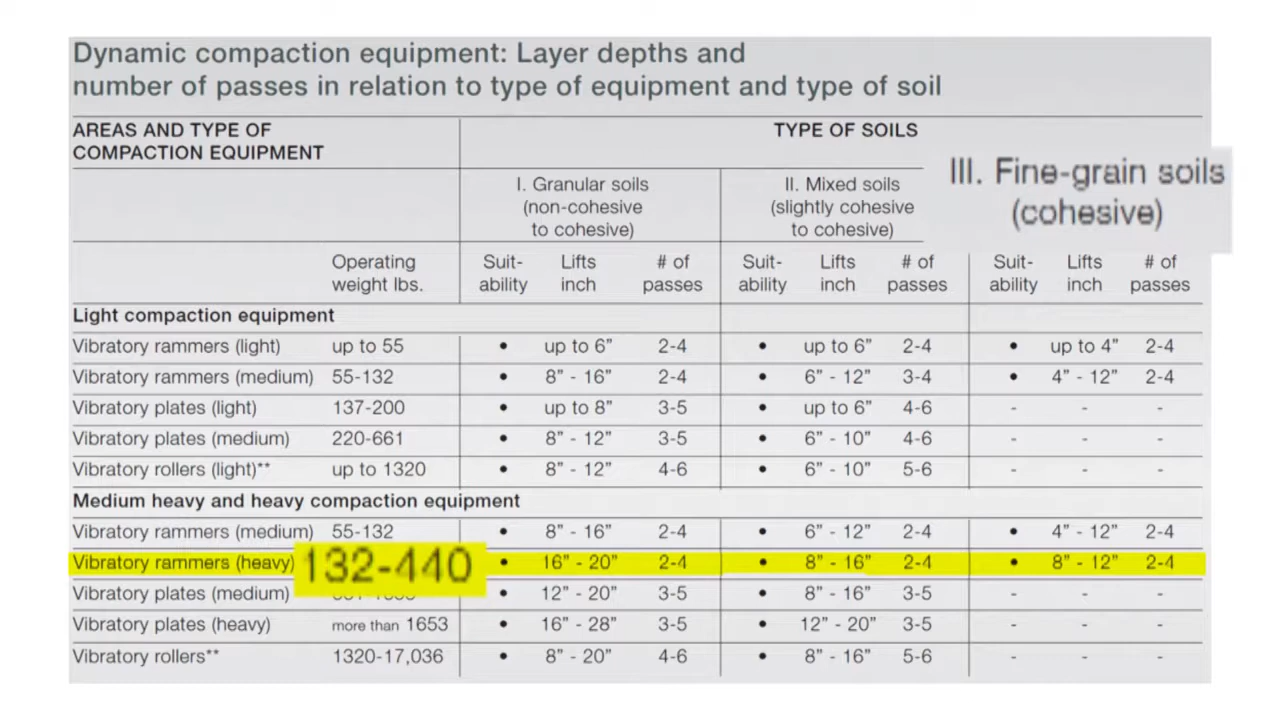 Dynamic compaction equipment: Layer depths and
number of passes in relation to type of equipment and type of soil
AREAS AND TYPE OF
COMPACTION EQUIPMENT
TYPE OF SOILS
I. Granular soils
(non-cohesive
to cohesive)
II. Mixed soils
(slightly cohesive
to cohesive)
III. Fine-grain soils
(cohesive)
Operating Suit- Lifts # of Suit- Lifts # of Suit- Lifts # of
weight lbs. ability inch passes ability inch passes ability inch passes
Light compaction equipment
Vibratory rammers (light) up to 55 • up to 6” 2-4 • up to 6” 2-4 • up to 4” 2-4
Vibratory rammers (medium) 55-132 • 8” - 16” 2-4 • 6” - 12” 3-4 • 4” - 12” 2-4
Vibratory plates (light) 137-200 • up to 8” 3-5 • up to 6” 4-6 - - -
Vibratory plates (medium) 220-661 • 8” - 12” 3-5 • 6” - 10” 4-6 - - -
Vibratory rollers (light)** up to 1320 • 8” - 12” 4-6 • 6” - 10” 5-6 - - -
Medium heavy and heavy compaction equipment
Vibratory rammers (medium) 55-132 • 8” - 16” 2-4 • 6” - 12” 2-4 • 4” - 12” 2-4
Vibratory rammers (heavy) 132-440 • 16” - 20” 2-4 • 8” - 16” 2-4 • 8” - 12” 2-4
Vibratory plates (medium) • 12” - 20” 3-5 • 8” - 16” 3-5 - - -
Vibratory plates (heavy) more than 1653 • 16” - 28” 3-5 • 12” - 20” 3-5 - - -
Vibratory rollers** 1320-17,036 • 8” - 20” 4-6 • 8” - 16” 5-6 - - -